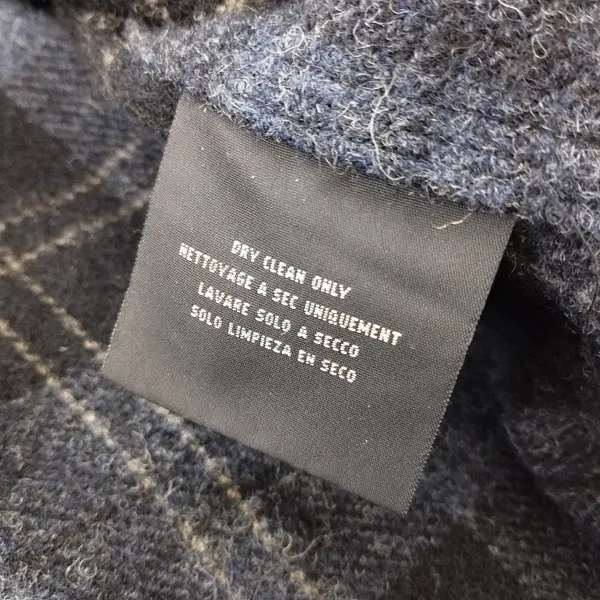 DRY CLEAN ONLY
NETTOYAGE A SEC UNIQUEMENT
LAVARE SOLO A SECCO
SOLO LIMPIEZA EN SECO